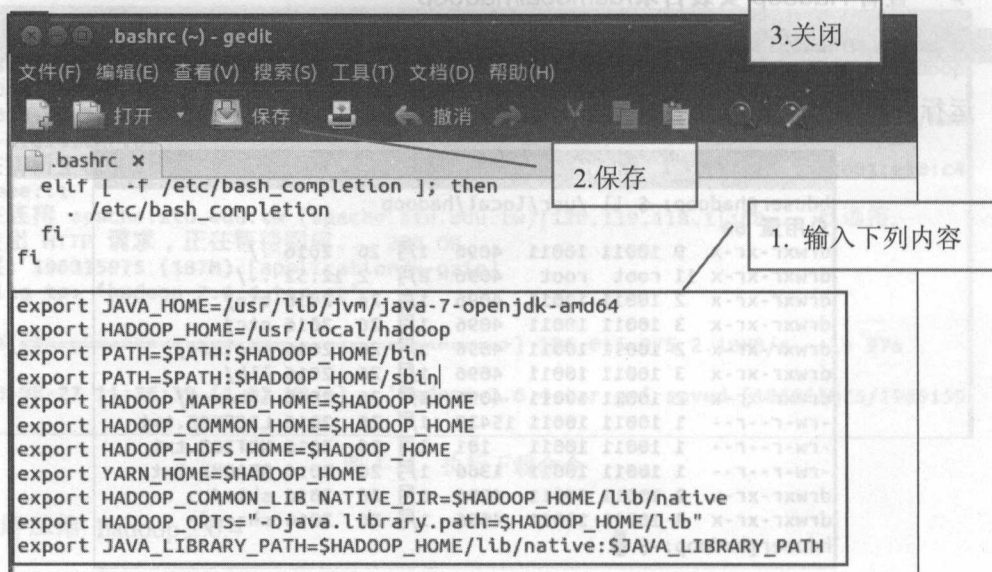 3.关闭
.bashrc (~) - gedit
文件(F) 编辑(E) 查看(V) 搜索(S) 工具(T) 文档(D) 帮助(H)
打开 保存 撤消
.bashrc ×
2.保存
elif [ -f /etc/bash_completion ]; then
. /etc/bash_completion
fi
fi
1. 输入下列内容
export JAVA_HOME=/usr/lib/jvm/java-7-openjdk-amd64
export HADOOP_HOME=/usr/local/hadoop
export PATH=$PATH:$HADOOP_HOME/bin
export PATH=$PATH:$HADOOP_HOME/sbin
export HADOOP_MAPRED_HOME=$HADOOP_HOME
export HADOOP_COMMON_HOME=$HADOOP_HOME
export HADOOP_HDFS_HOME=$HADOOP_HOME
export YARN_HOME=$HADOOP_HOME
export HADOOP_COMMON_LIB_NATIVE_DIR=$HADOOP_HOME/lib/native
export HADOOP_OPTS="-Djava.library.path=$HADOOP_HOME/lib"
export JAVA_LIBRARY_PATH=$HADOOP_HOME/lib/native:$JAVA_LIBRARY_PATH